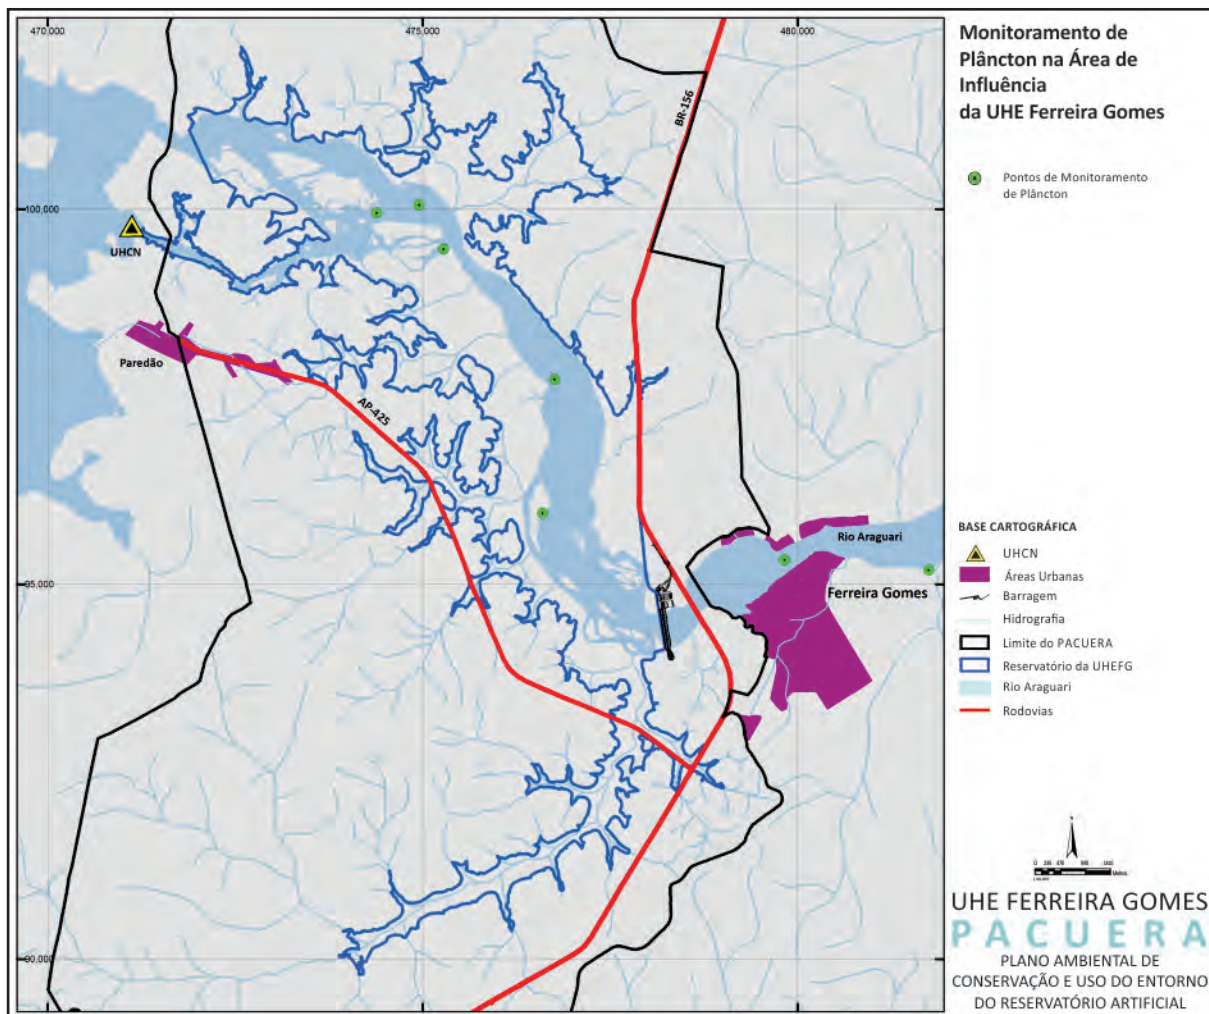 470,000
475,000
480,000
100,000
95,000
90,000
BR-156
UHCN
Paredão
AP-425
Rio Araguari
Ferreira Gomes
Monitoramento de
Plâncton na Área de
Influência
da UHE Ferreira Gomes
Pontos de Monitoramento
de Plâncton
BASE CARTOGRÁFICA
UHCN
Áreas Urbanas
Barragem
Hidrografia
Limite do PACUERA
Reservatório da UHEFG
Rio Araguari
Rodovias
UHE FERREIRA GOMES
PACUERA
PLANO AMBIENTAL DE
CONSERVAÇÃO E USO DO ENTORNO
DO RESERVATÓRIO ARTIFICIAL